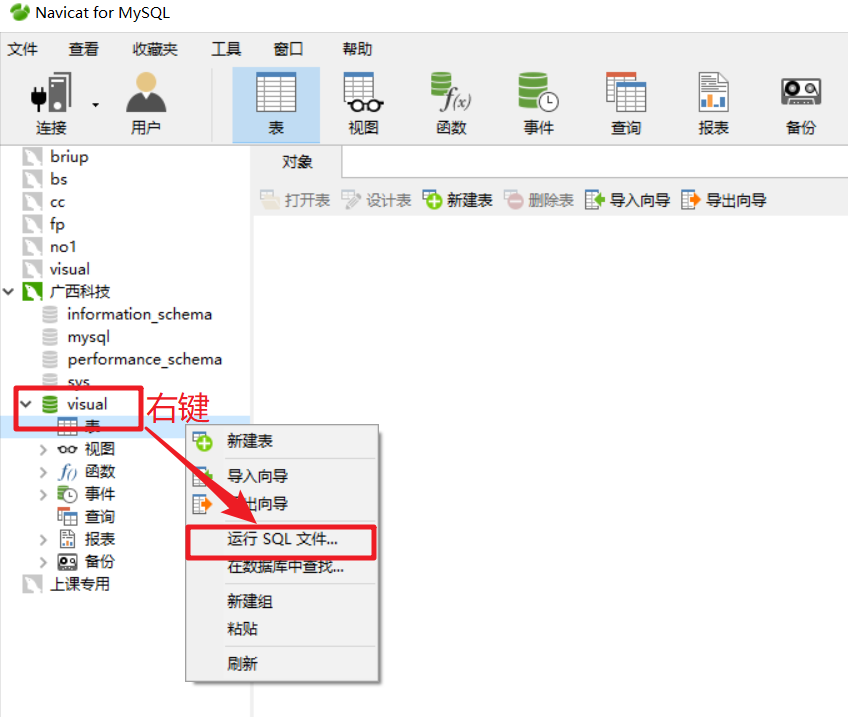 Navicat for MySQL
文件 查看 收藏夹 工具 窗口 帮助
连接 用户 表 视图 函数 事件 查询 报表 备份
briup
bs
cc
fp
no1
visual
广西科技
information_schema
mysql
performance_schema
sys
visual
表
视图
函数
事件
查询
报表
备份
上课专用
对象
打开表 设计表 新建表 删除表 导入向导 导出向导
右键
新建表
导入向导
出向导
运行 SQL 文件...
在数据库中查找...
新建组
粘贴
刷新